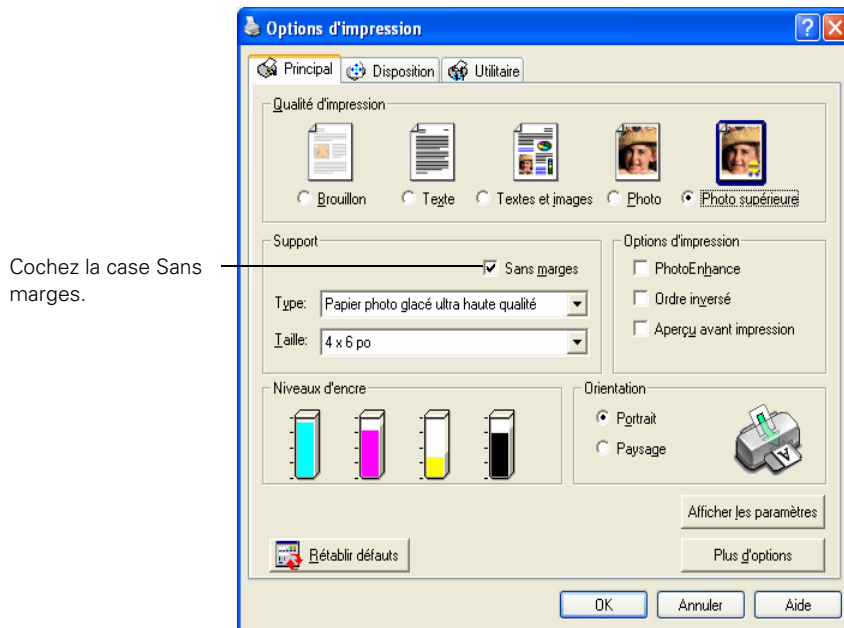 Options d'impression
Principal
Disposition
Utilitaire
Qualité d'impression
Brouillon
Texte
Textes et images
Photo
Photo supérieure
Cochez la case Sans
marges.
Support
Sans marges
Type: Papier photo glacé ultra haute qualité
Taille: 4 x 6 po
Options d'impression
PhotoEnhance
Ordre inversé
Aperçu avant impression
Niveaux d'encre
Orientation
Portrait
Paysage
Afficher les paramètres
Rétablir défauts
Plus d'options
OK
Annuler
Aide